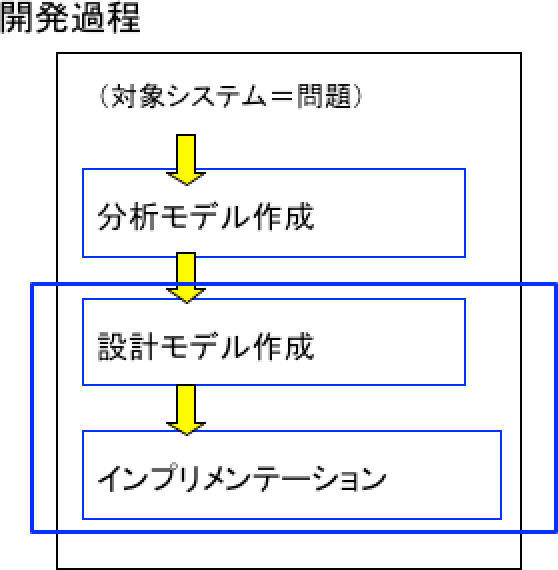 開発過程
（対象システム＝問題）
分析モデル作成
設計モデル作成
インプリメンテーション